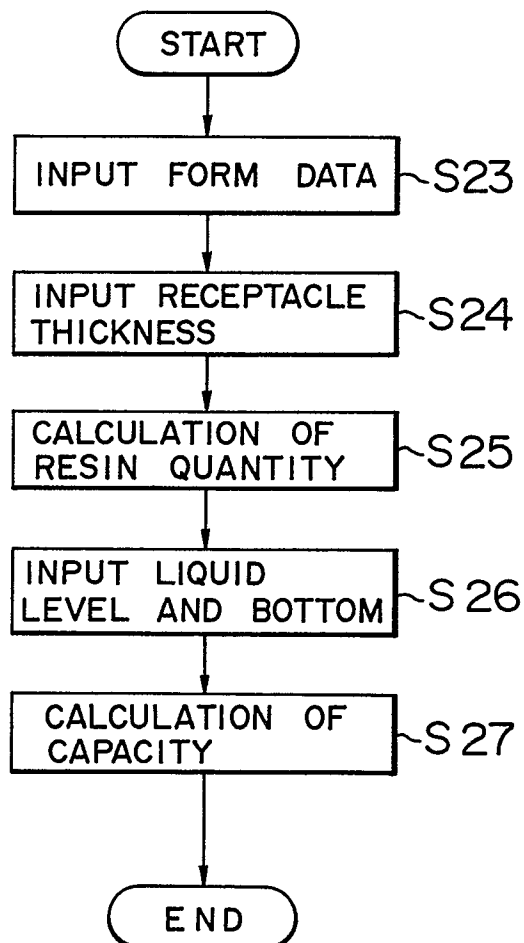 START
INPUT FORM DATA
S23
INPUT RECEPTACLE
THICKNESS
S24
CALCULATION OF
RESIN QUANTITY
S25
INPUT LIQUID
LEVEL AND BOTTOM
S26
CALCULATION OF
CAPACITY
S27
END